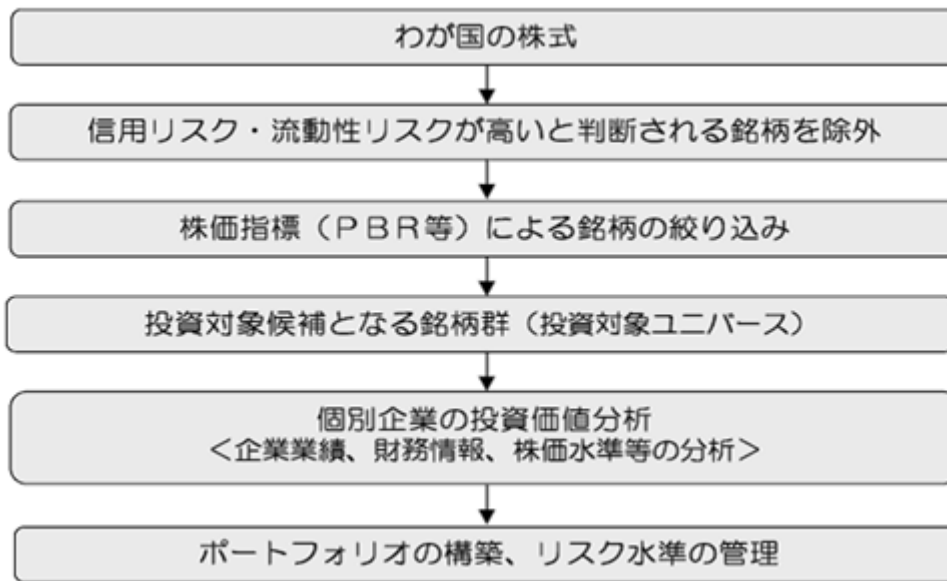 わが国の株式
信用リスク・流動性リスクが高いと判断される銘柄を除外
株価指標（ＰＢＲ等）による銘柄の絞り込み
投資対象候補となる銘柄群（投資対象ユニバース）
個別企業の投資価値分析
＜企業業績、財務情報、株価水準等の分析＞
ポートフォリオの構築、リスク水準の管理